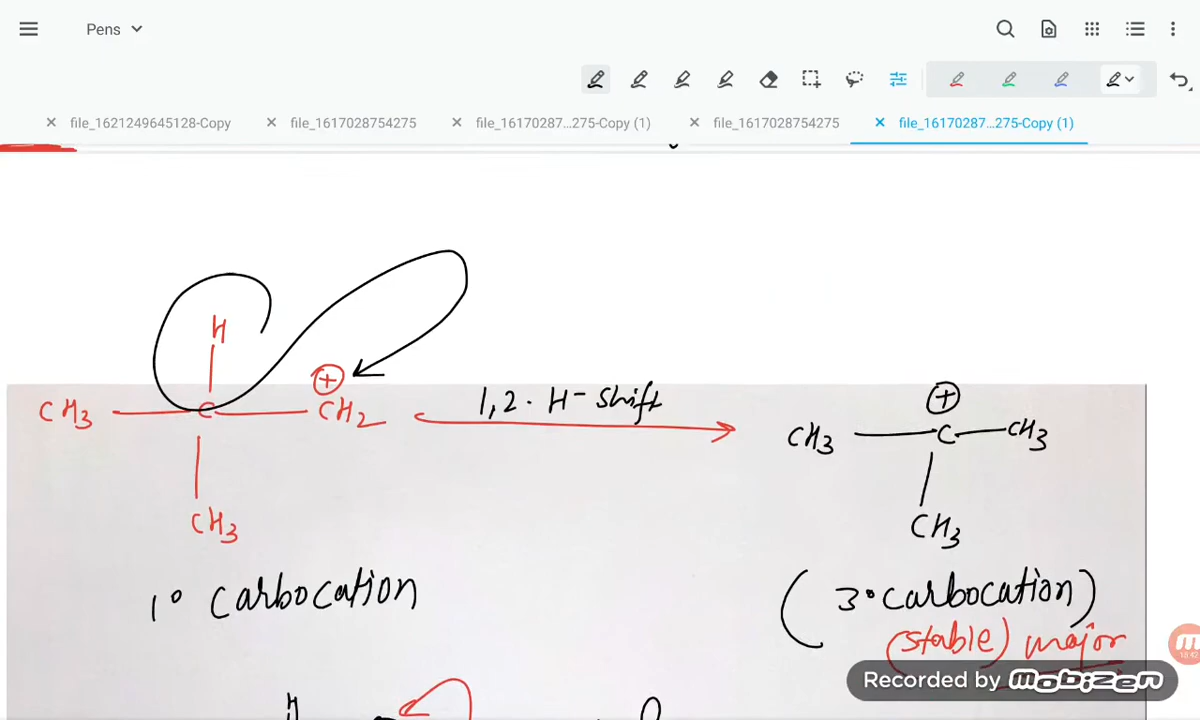 Pens
file_1621249645128-Copy
file_1617028754275
file_16170287...275-Copy (1)
file_1617028754275
file_16170287...275-Copy (1)
H
CH3 C CH2 +
CH3
1,2. H- Shift
+
CH3 C CH3
CH3
1° Carbocation
(3° Carbocation)
(stable) major
H
Recorded by mobizen